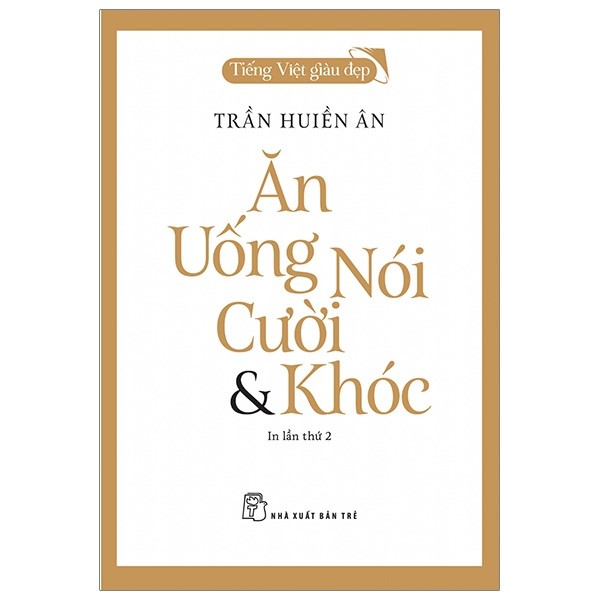 Tiếng Việt giàu đẹp
TRẦN HUIỀN ÂN
Ăn
Uống Nói
Cười
& Khóc
In lần thứ 2
NHÀ XUẤT BẢN TRẺ